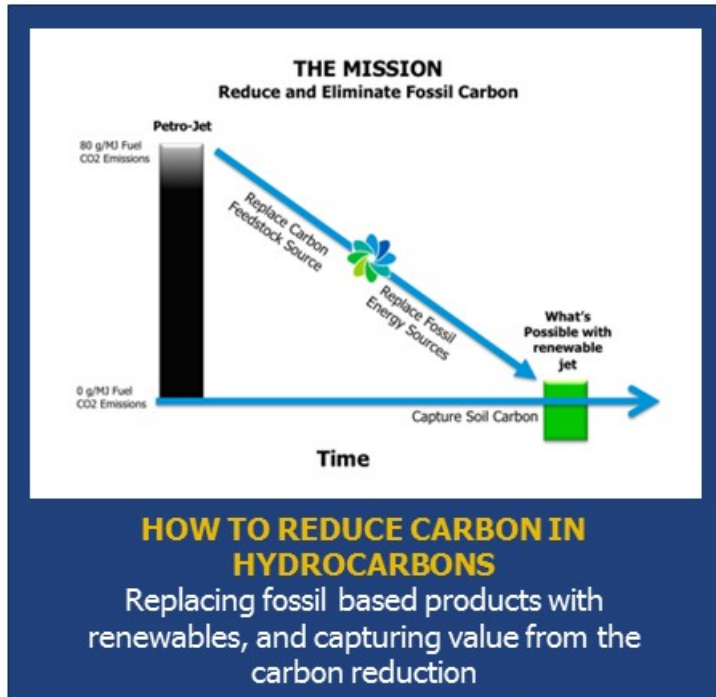 THE MISSION
Reduce and Eliminate Fossil Carbon
Petro-Jet
80 g/MJ Fuel
CO2 Emissions
Replace Carbon
Feedstock Source
Replace Fossil
Energy Sources
What's
Possible with
renewable
jet
0 g/MJ Fuel
CO2 Emissions
Capture Soil Carbon
Time
HOW TO REDUCE CARBON IN
HYDROCARBONS
Replacing fossil based products with
renewables, and capturing value from the
carbon reduction